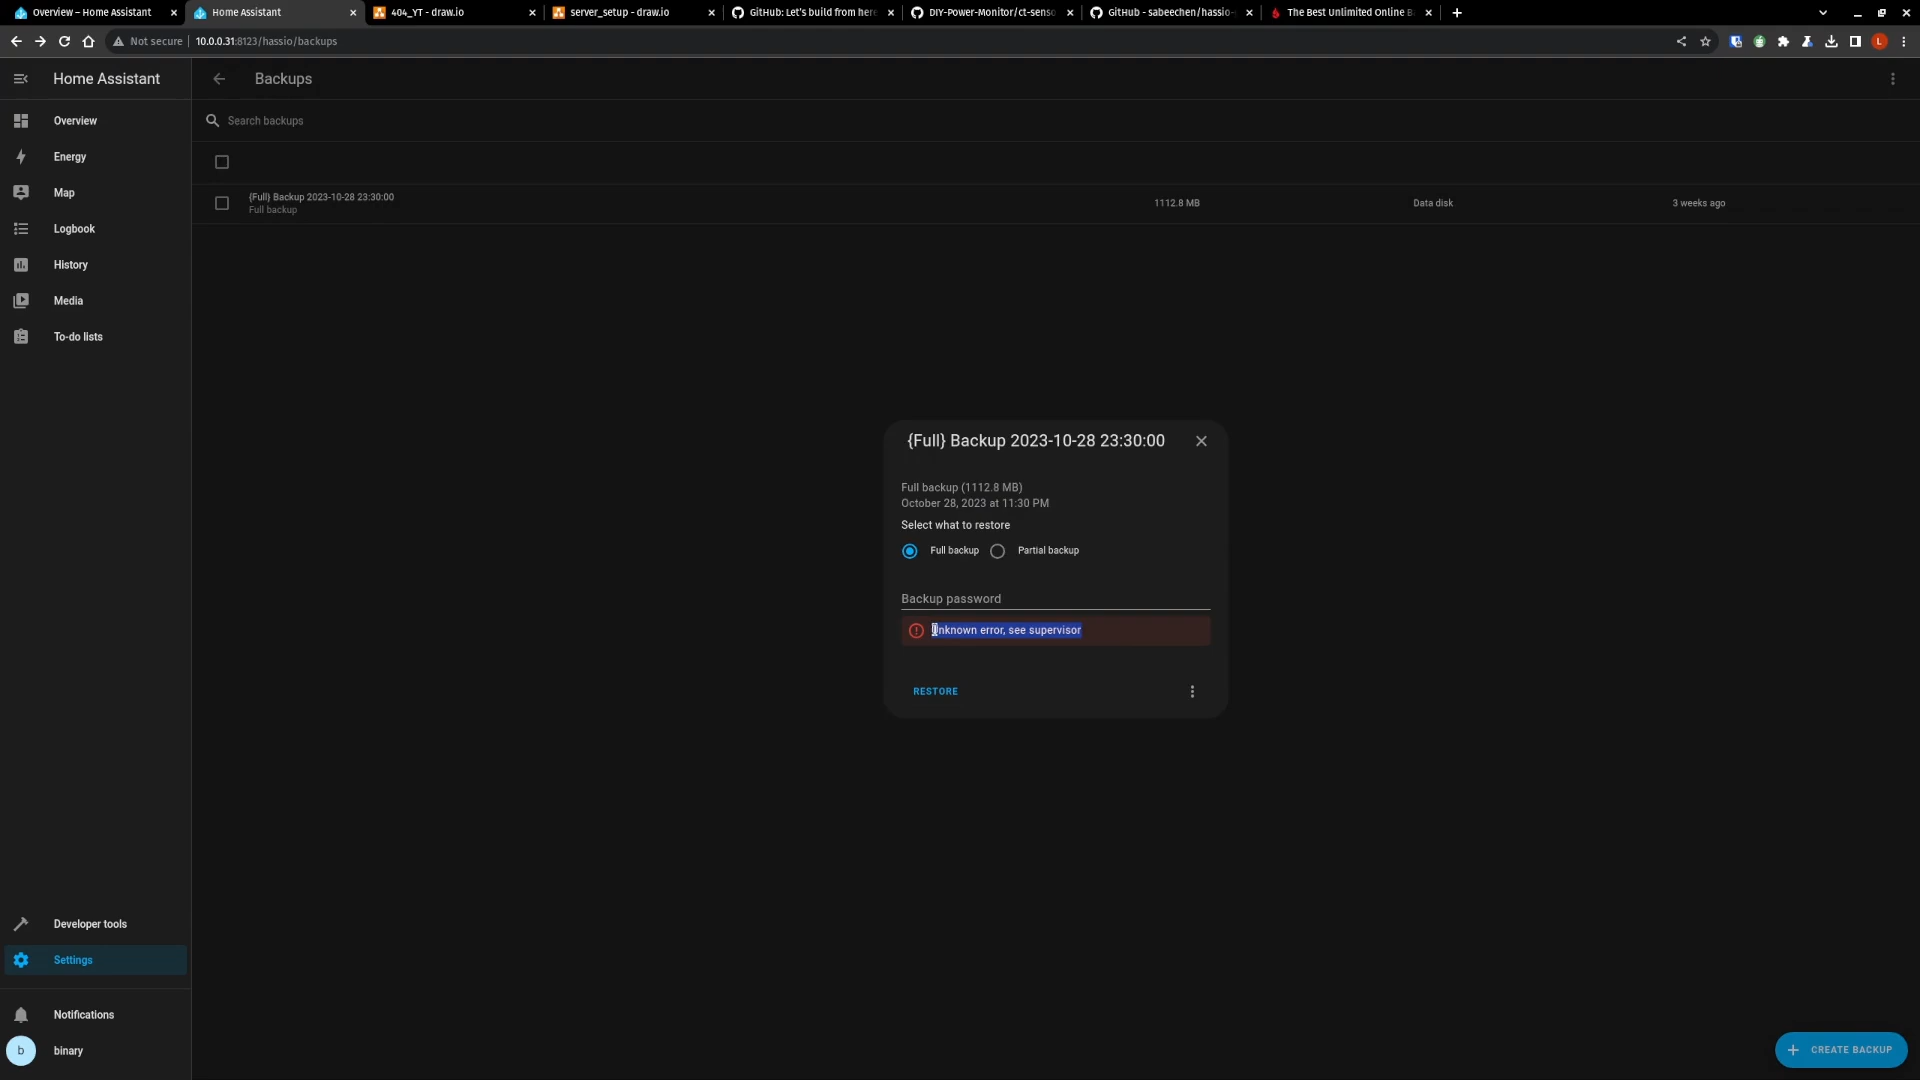 Overview – Home Assistant
Home Assistant
404_YT - draw.io
server_setup - draw.io
GitHub: Let's build from here
DIY-Power-Monitor/ct-senso
GitHub - sabeechen/hassio-
The Best Unlimited Online B
Not secure
10.0.0.31:8123/hassio/backups
L
Home Assistant
Backups
Overview
Energy
Map
Logbook
History
Media
To-do lists
Search backups
{Full} Backup 2023-10-28 23:30:00
Full backup
1112.8 MB
Data disk
3 weeks ago
{Full} Backup 2023-10-28 23:30:00
Full backup (1112.8 MB)
October 28, 2023 at 11:30 PM
Select what to restore
Full backup
Partial backup
Backup password
Unknown error, see supervisor
RESTORE
Developer tools
Settings
Notifications
b
binary
CREATE BACKUP